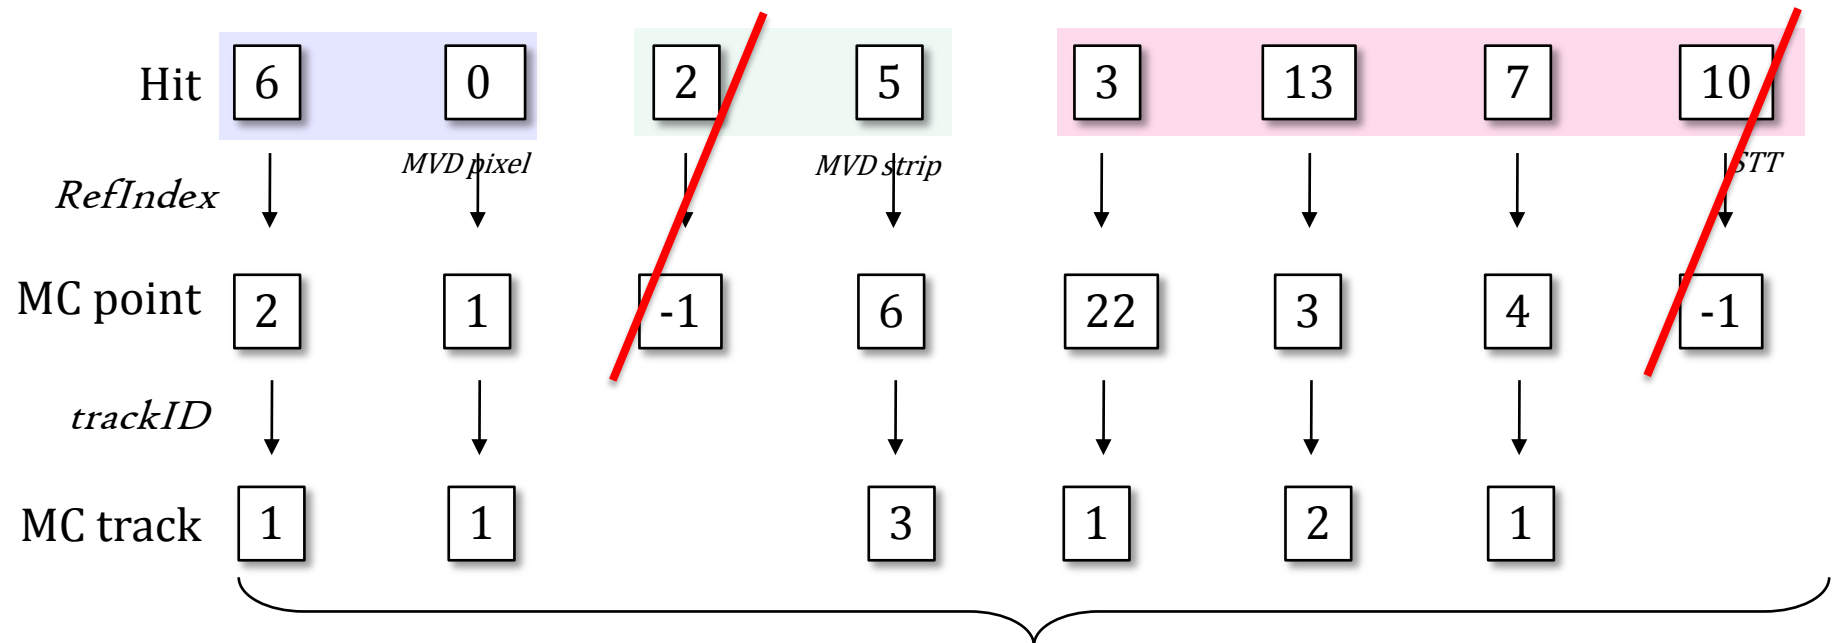 Hit 6 0 2 5 3 13 7 10
MVD pixel MVD strip STT
RefIndex
MC point 2 1 -1 6 22 3 4 -1
trackID
MC track 1 1 3 1 2 1